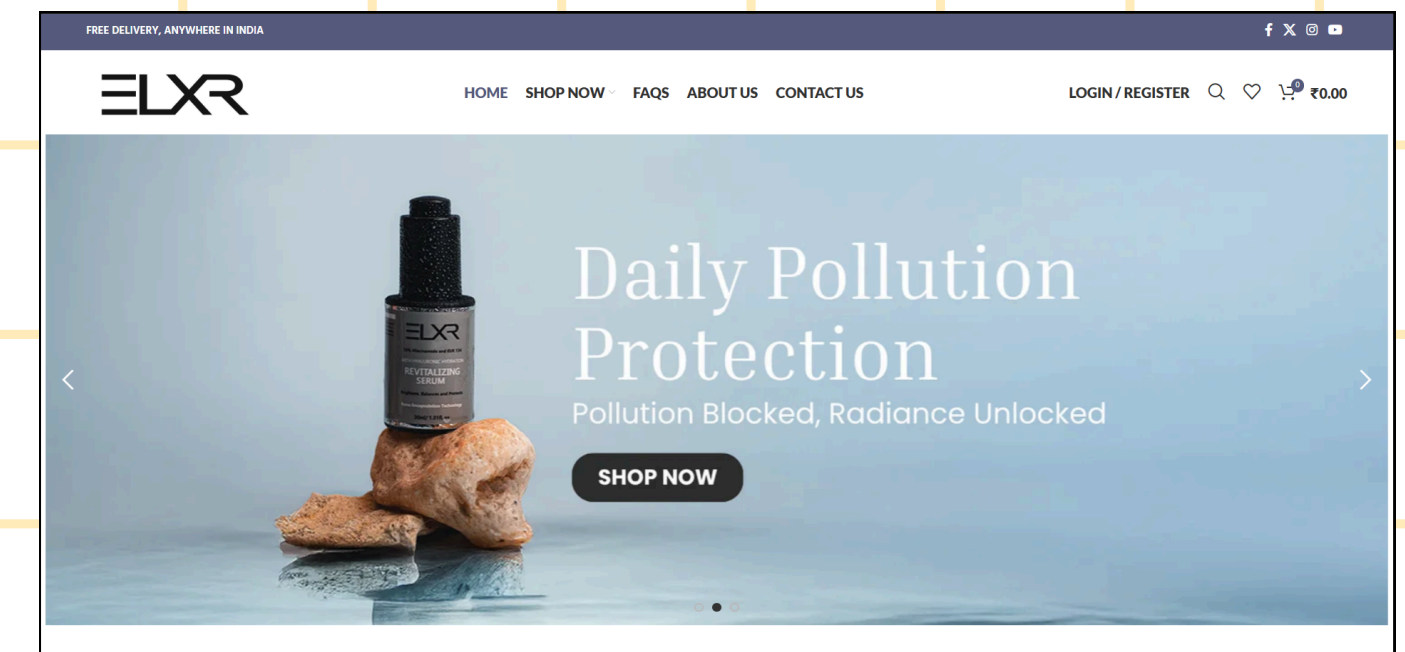 FREE DELIVERY, ANYWHERE IN INDIA
ELXR
HOME SHOP NOW FAQS ABOUT US CONTACT US
LOGIN / REGISTER 0 ₹0.00
Daily Pollution
Protection
Pollution Blocked, Radiance Unlocked
SHOP NOW
ELXR
REVITALIZING
SERUM